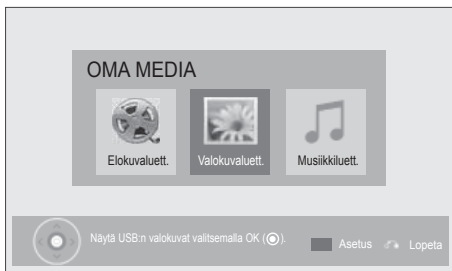 OMA MEDIA
Elokuvaluett. Valokuvaluett. Musiikkiluett.
Näytä USB:n valokuvat valitsemalla OK (◉). Asetus Lopeta